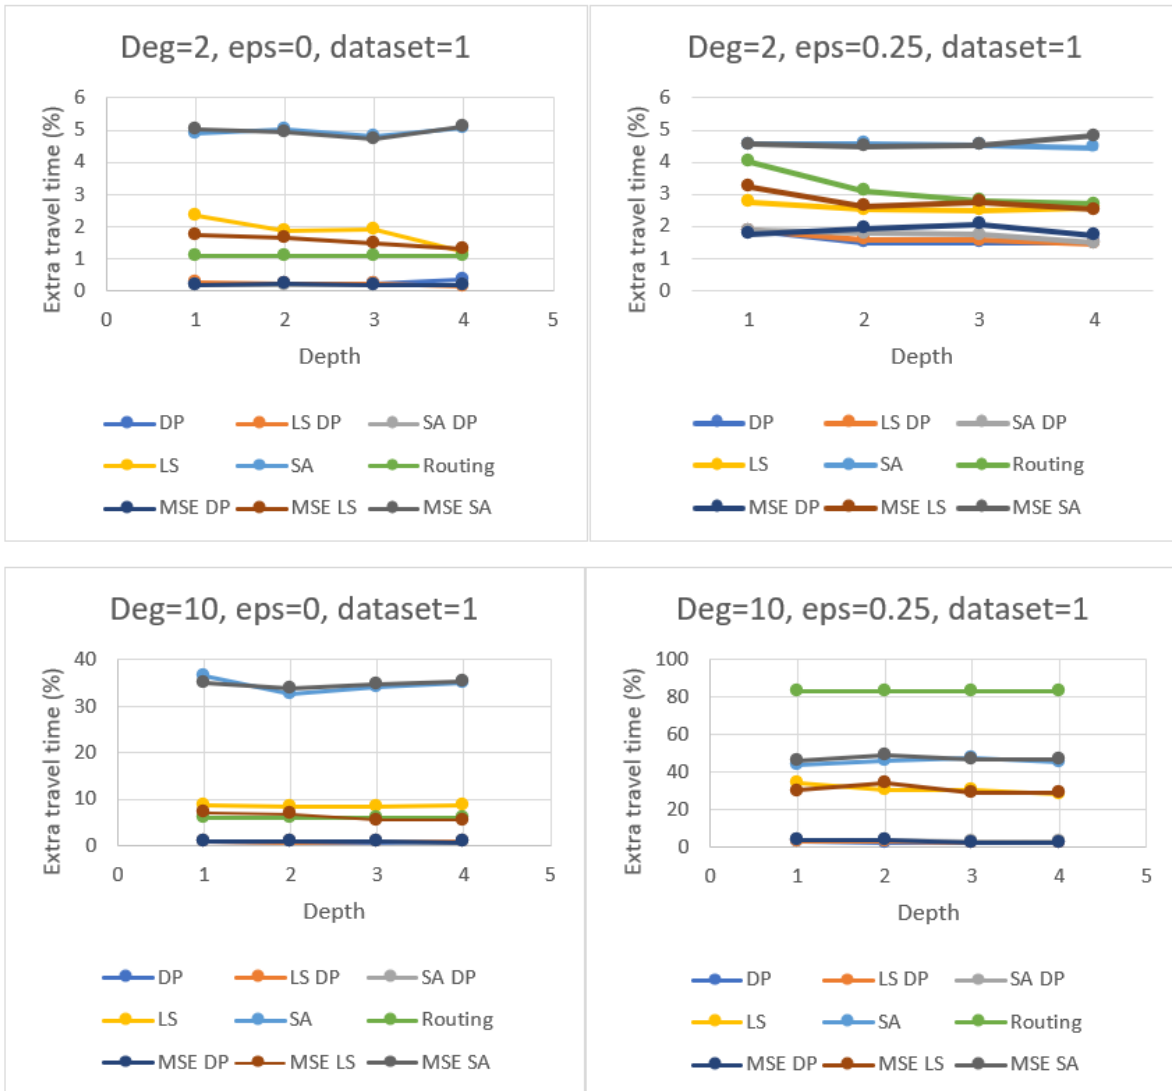 Deg=2, eps=0, dataset=1
Extra travel time (%)
6
5
4
3
2
1
0
0 1 2 3 4 5
Depth
DP LS DP SA DP
LS SA Routing
MSE DP MSE LS MSE SA
Deg=2, eps=0.25, dataset=1
Extra travel time (%)
6
5
4
3
2
1
0
1 2 3 4
Depth
DP LS DP SA DP
LS SA Routing
MSE DP MSE LS MSE SA
Deg=10, eps=0, dataset=1
Extra travel time (%)
40
30
20
10
0
0 1 2 3 4 5
Depth
DP LS DP SA DP
LS SA Routing
MSE DP MSE LS MSE SA
Deg=10, eps=0.25, dataset=1
Extra travel time (%)
100
80
60
40
20
0
0 1 2 3 4 5
Depth
DP LS DP SA DP
LS SA Routing
MSE DP MSE LS MSE SA